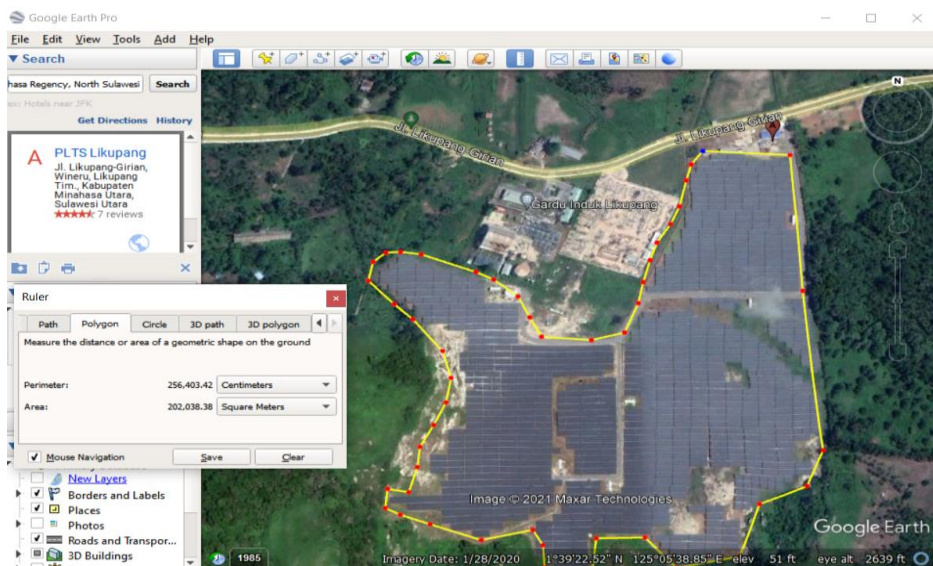 Google Earth Pro
File Edit View Tools Add Help
Search
hasa Regency, North Sulawesi Search
ex: Hotels near JFK
Get Directions History
A PLTS Likupang
Jl. Likupang-Girian,
Wineru, Likupang
Tim., Kabupaten
Minahasa Utara,
Sulawesi Utara
7 reviews
Ruler
Path Polygon Circle 3D path 3D polygon
Measure the distance or area of a geometric shape on the ground
Perimeter: 256,403.42 Centimeters
Area: 202,038.38 Square Meters
Mouse Navigation Save Clear
New Layers
Borders and Labels
Places
Photos
Roads and Transpor...
3D Buildings
N
Jl. Likupang Girian
Jl. Likupang Girian
A
Gardu Induk Likupang
Image © 2021 Maxar Technologies
Google Earth
1985
Imagery Date: 1/28/2020 1°39'22.52" N 125°05'38.85" E elev 51 ft eye alt 2639 ft